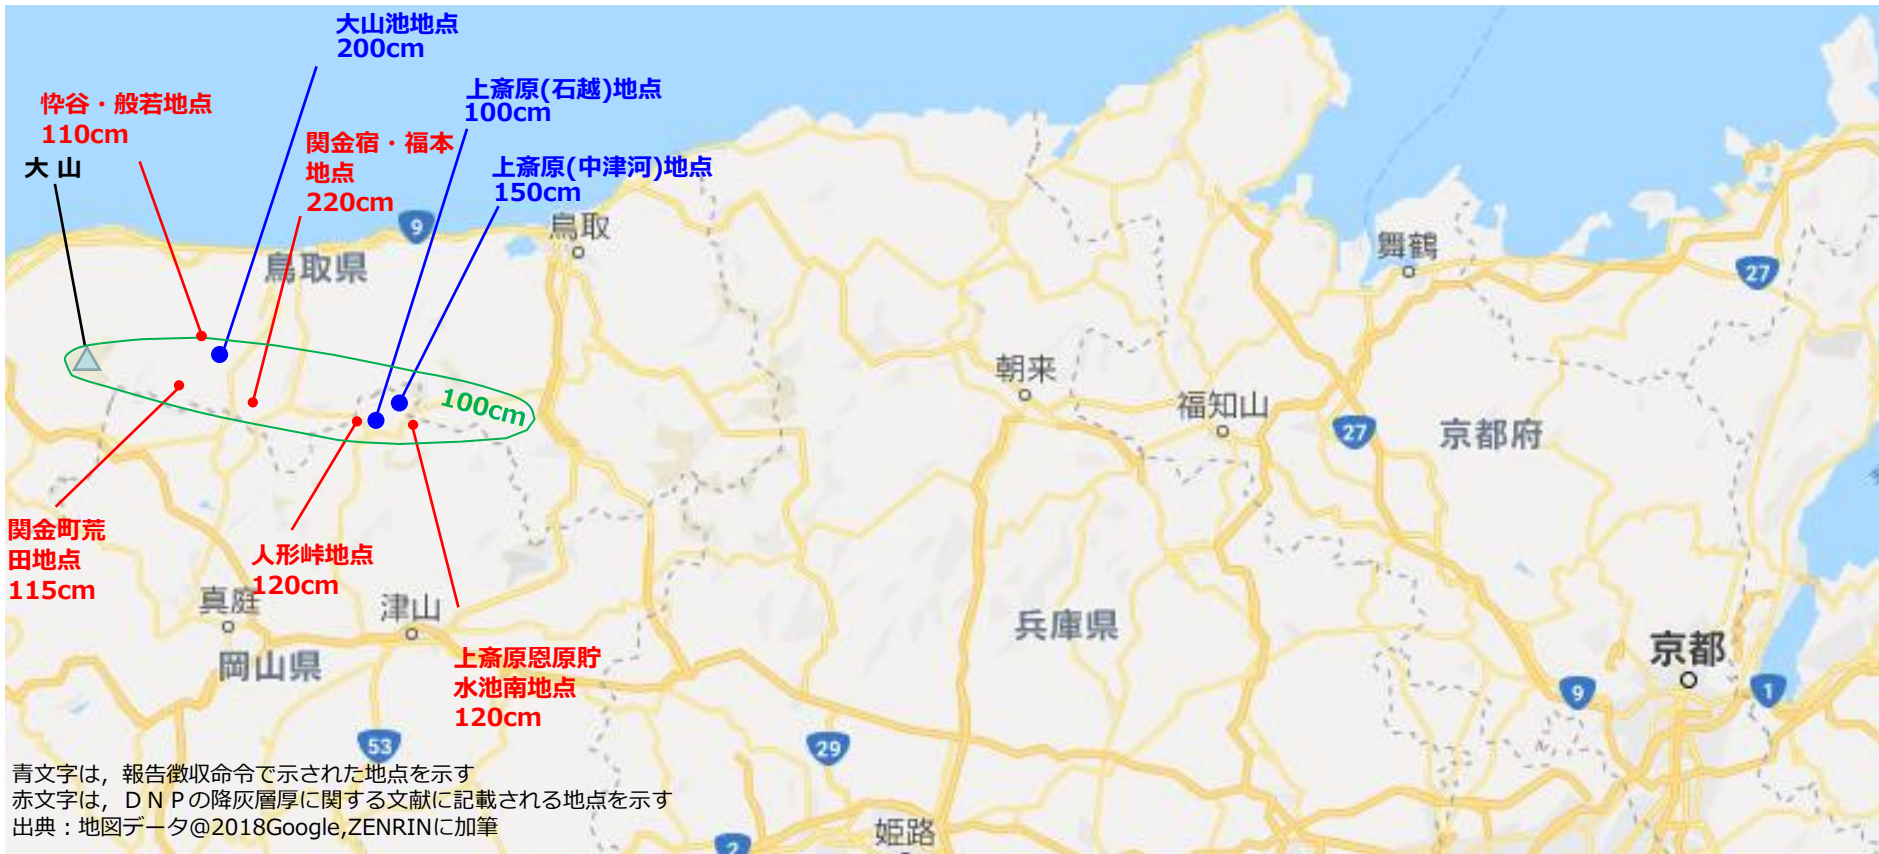 大山池地点
200cm
上斎原(石越)地点
100cm
忰谷・般若地点
110cm
関金宿・福本
地点
220cm
大 山
上斎原(中津河)地点
150cm
9
鳥取
鳥取県
舞鶴
27
朝来
福知山
100cm
27
京都府
関金町荒
田地点
115cm
人形峠地点
120cm
真庭
津山
兵庫県
岡山県
上斎原恩原貯
水池南地点
120cm
京都
9
1
53
29
青文字は，報告徴収命令で示された地点を示す
赤文字は，ＤＮＰの降灰層厚に関する文献に記載される地点を示す
出典：地図データ@2018Google,ZENRINに加筆
2
姫路